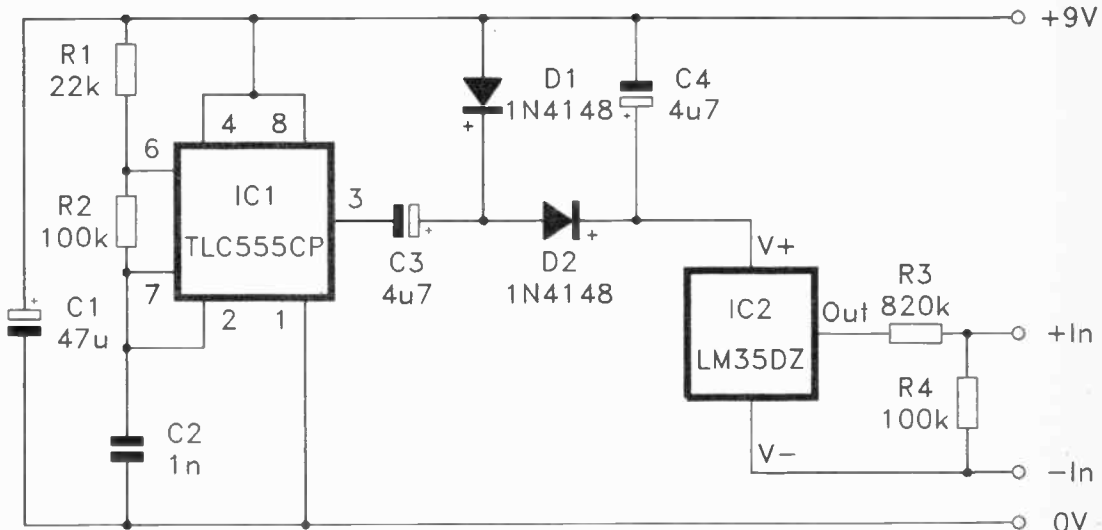 +9V
R1
22k
D1
1N4148
C4
4u7
4
8
6
IC1
TLC555CP
3
R2
100k
7
C3
4u7
D2
1N4148
V+
C1
47u
2
1
IC2
LM35DZ
Out
R3
820k
+In
R4
100k
C2
1n
V-
-In
0V
+
+
+
+
+